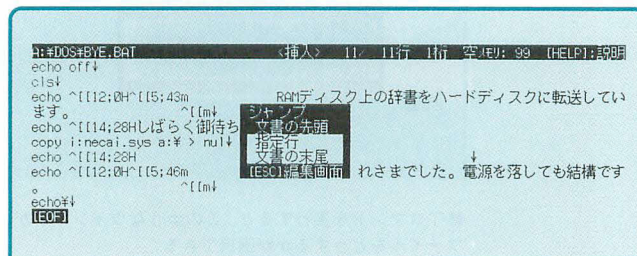 A:¥DOS¥BYE.BAT <挿入> 11/ 11行 1桁 空メモリ: 99 [HELP]:説明
echo off↓
cls↓
echo ^[[12;0H^[[5;43m RAMディスク上の辞書をハードディスクに転送してい
ます。 ^[[m↓
echo ^[[14;28Hしばらく御待ち
copy i:necai.sys a:¥ > nul↓
echo ^[[14;28H ↓
echo ^[[12;0H^[[5;46m れさまでした。電源を落しても結構です
。 ^[[m↓
echo¥↓
[EOF]
ジャンプ
文書の先頭
指定行
文書の末尾
[ESC]:編集画面